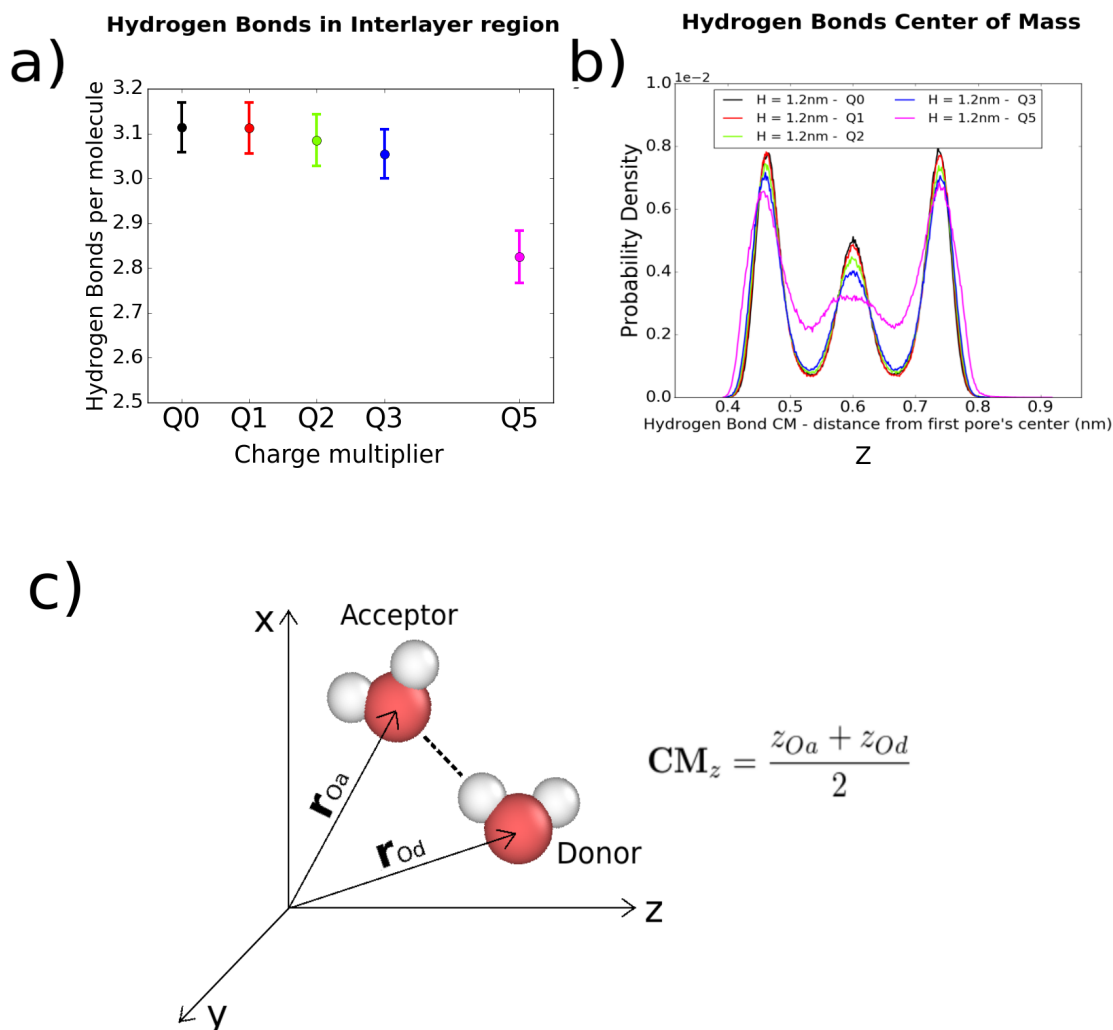 Hydrogen Bonds in Interlayer region
a)
Hydrogen Bonds per molecule
3.2
3.1
3.0
2.9
2.8
2.7
2.6
2.5
Q0 Q1 Q2 Q3 Q5
Charge multiplier
Hydrogen Bonds Center of Mass
b)
1e-2
Probability Density
1.0
0.8
0.6
0.4
0.2
0.0
H = 1.2nm - Q0
H = 1.2nm - Q1
H = 1.2nm - Q2
H = 1.2nm - Q3
H = 1.2nm - Q5
0.4 0.5 0.6 0.7 0.8 0.9
Hydrogen Bond CM - distance from first pore's center (nm)
Z
c)
x
Acceptor
r_Oa
r_Od
Donor
z
y
CM_z = (z_Oa + z_Od) / 2